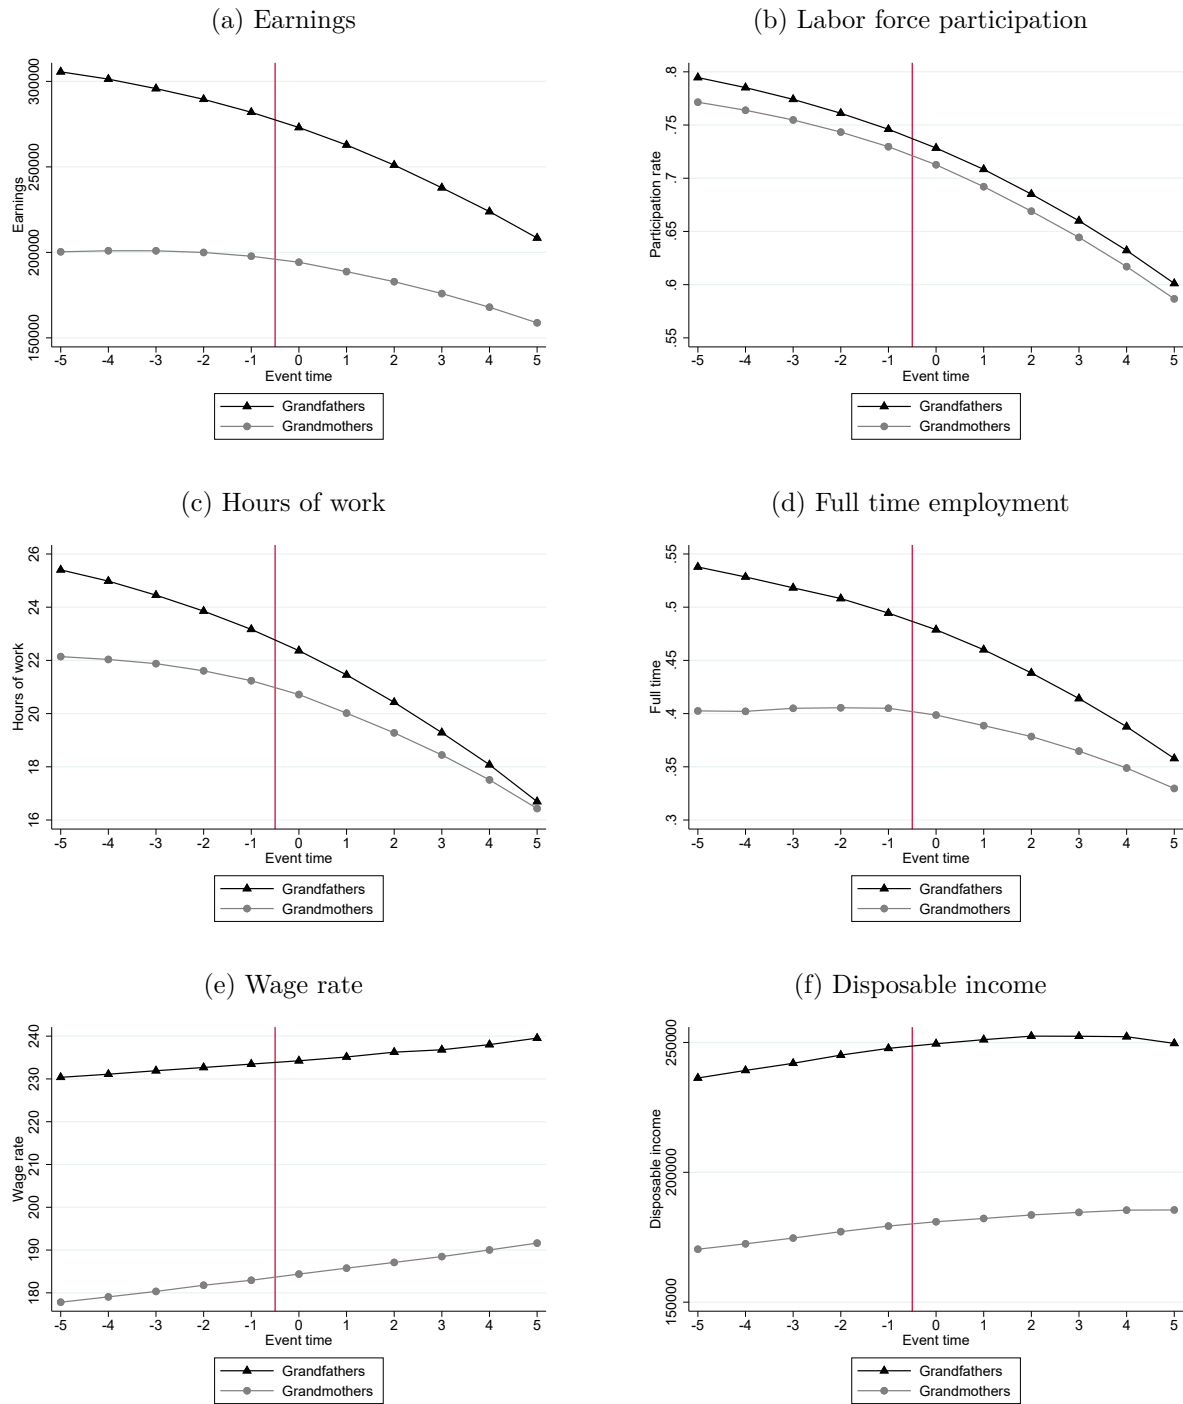 (a) Earnings
Earnings
300000
250000
200000
150000
-5 -4 -3 -2 -1 0 1 2 3 4 5
Event time
Grandfathers
Grandmothers
(b) Labor force participation
Participation rate
.8
.75
.7
.65
.6
.55
-5 -4 -3 -2 -1 0 1 2 3 4 5
Event time
Grandfathers
Grandmothers
(c) Hours of work
Hours of work
26
24
22
20
18
16
-5 -4 -3 -2 -1 0 1 2 3 4 5
Event time
Grandfathers
Grandmothers
(d) Full time employment
Full time
.55
.5
.45
.4
.35
.3
-5 -4 -3 -2 -1 0 1 2 3 4 5
Event time
Grandfathers
Grandmothers
(e) Wage rate
Wage rate
240
230
220
210
200
190
180
-5 -4 -3 -2 -1 0 1 2 3 4 5
Event time
Grandfathers
Grandmothers
(f) Disposable income
Disposable income
250000
200000
150000
-5 -4 -3 -2 -1 0 1 2 3 4 5
Event time
Grandfathers
Grandmothers